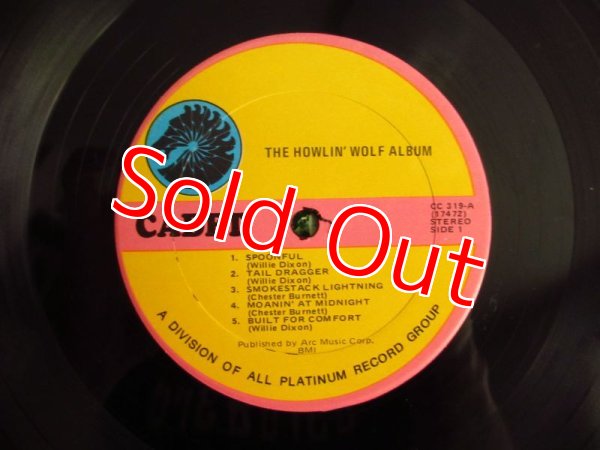 THE HOWLIN' WOLF ALBUM
CC 319-A
(17472)
STEREO
SIDE 1
Sold Out
1. SPOONFUL
(Willie Dixon)
2. TAIL DRAGGER
(Willie Dixon)
3. SMOKESTACK LIGHTNING
(Chester Burnett)
4. MOANIN' AT MIDNIGHT
(Chester Burnett)
5. BUILT FOR COMFORT
(Willie Dixon)
Published by Arc Music Corp.
BMI
A DIVISION OF ALL PLATINUM RECORD GROUP